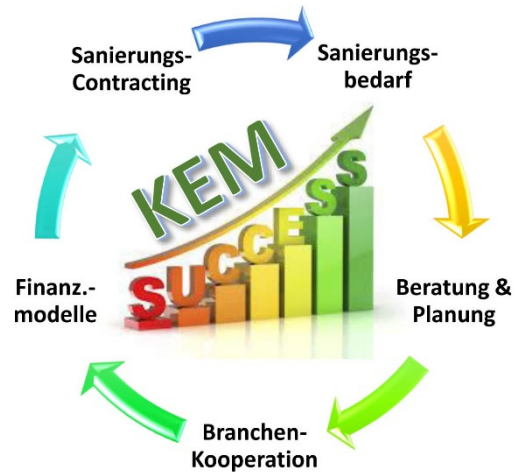 Sanierungs-
Contracting
Sanierungs-
bedarf
KEM
SUCCESS
Finanz.-
modelle
Beratung &
Planung
Branchen-
Kooperation